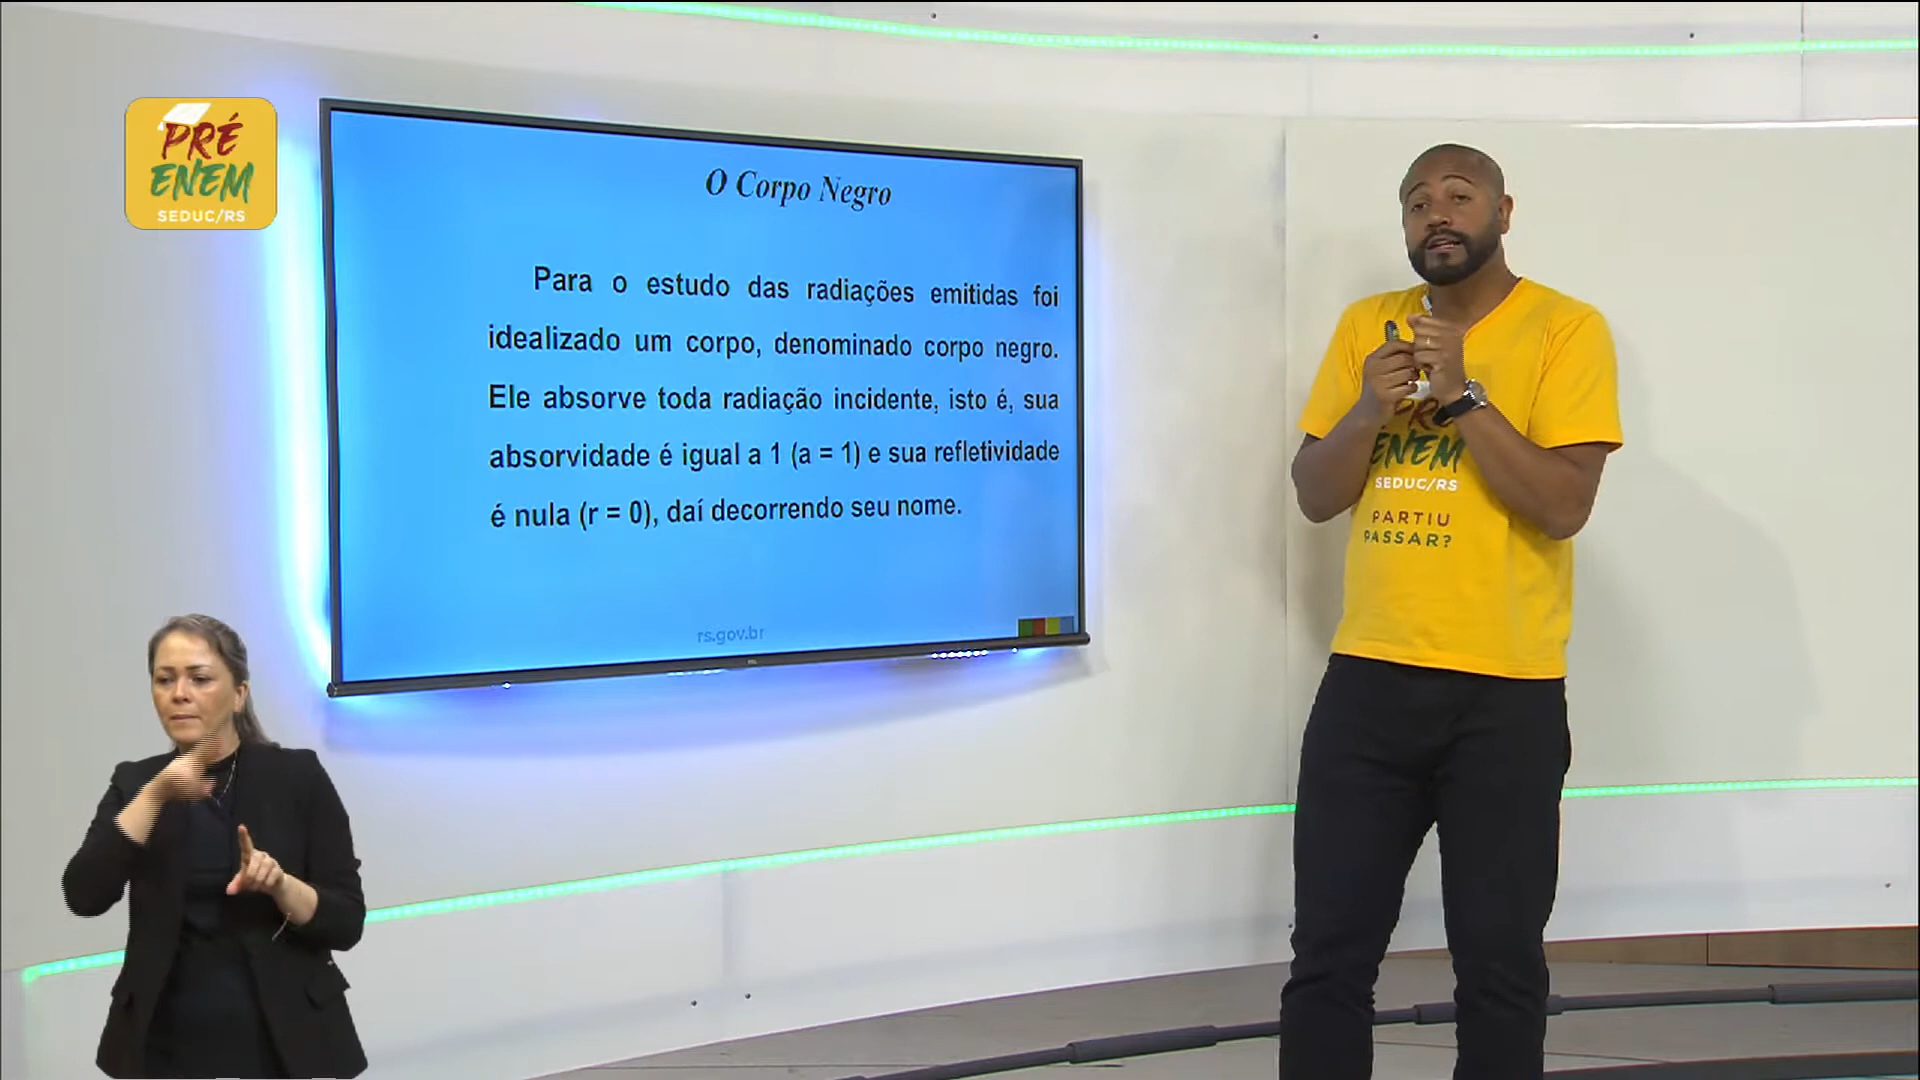 PRÉ
ENEM
SEDUC/RS
O Corpo Negro
Para o estudo das radiações emitidas foi
idealizado um corpo, denominado corpo negro.
Ele absorve toda radiação incidente, isto é, sua
absorvidade é igual a 1 (a = 1) e sua refletividade
é nula (r = 0), daí decorrendo seu nome.
rs.gov.br
PRÉ
ENEM
SEDUC/RS
PARTIU
PASSAR?